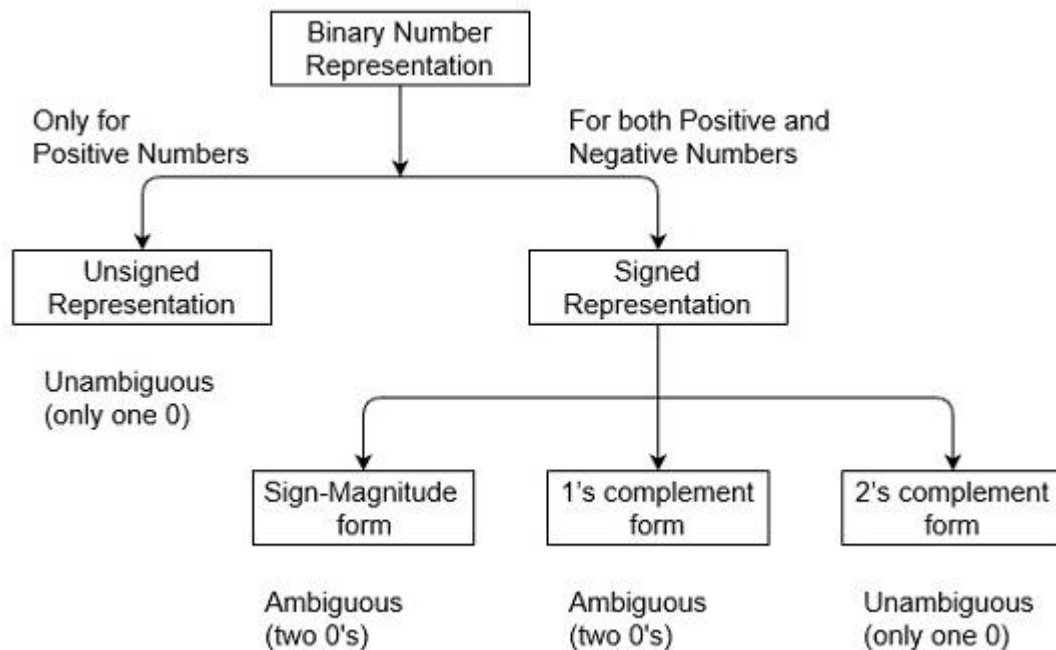 Binary Number
Representation
Only for
Positive Numbers
For both Positive and
Negative Numbers
Unsigned
Representation
Signed
Representation
Unambiguous
(only one 0)
Sign-Magnitude
form
1's complement
form
2's complement
form
Ambiguous
(two 0's)
Ambiguous
(two 0's)
Unambiguous
(only one 0)